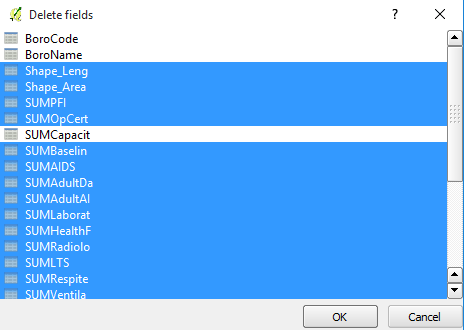 Delete fields
?
BoroCode
BoroName
Shape_Leng
Shape_Area
SUMPFI
SUMOpCert
SUMCapacit
SUMBaselin
SUMAIDS
SUMAdultDa
SUMAdultAl
SUMLaborat
SUMHealthF
SUMRadiolo
SUMLTS
SUMRespite
SUMVentila
OK
Cancel